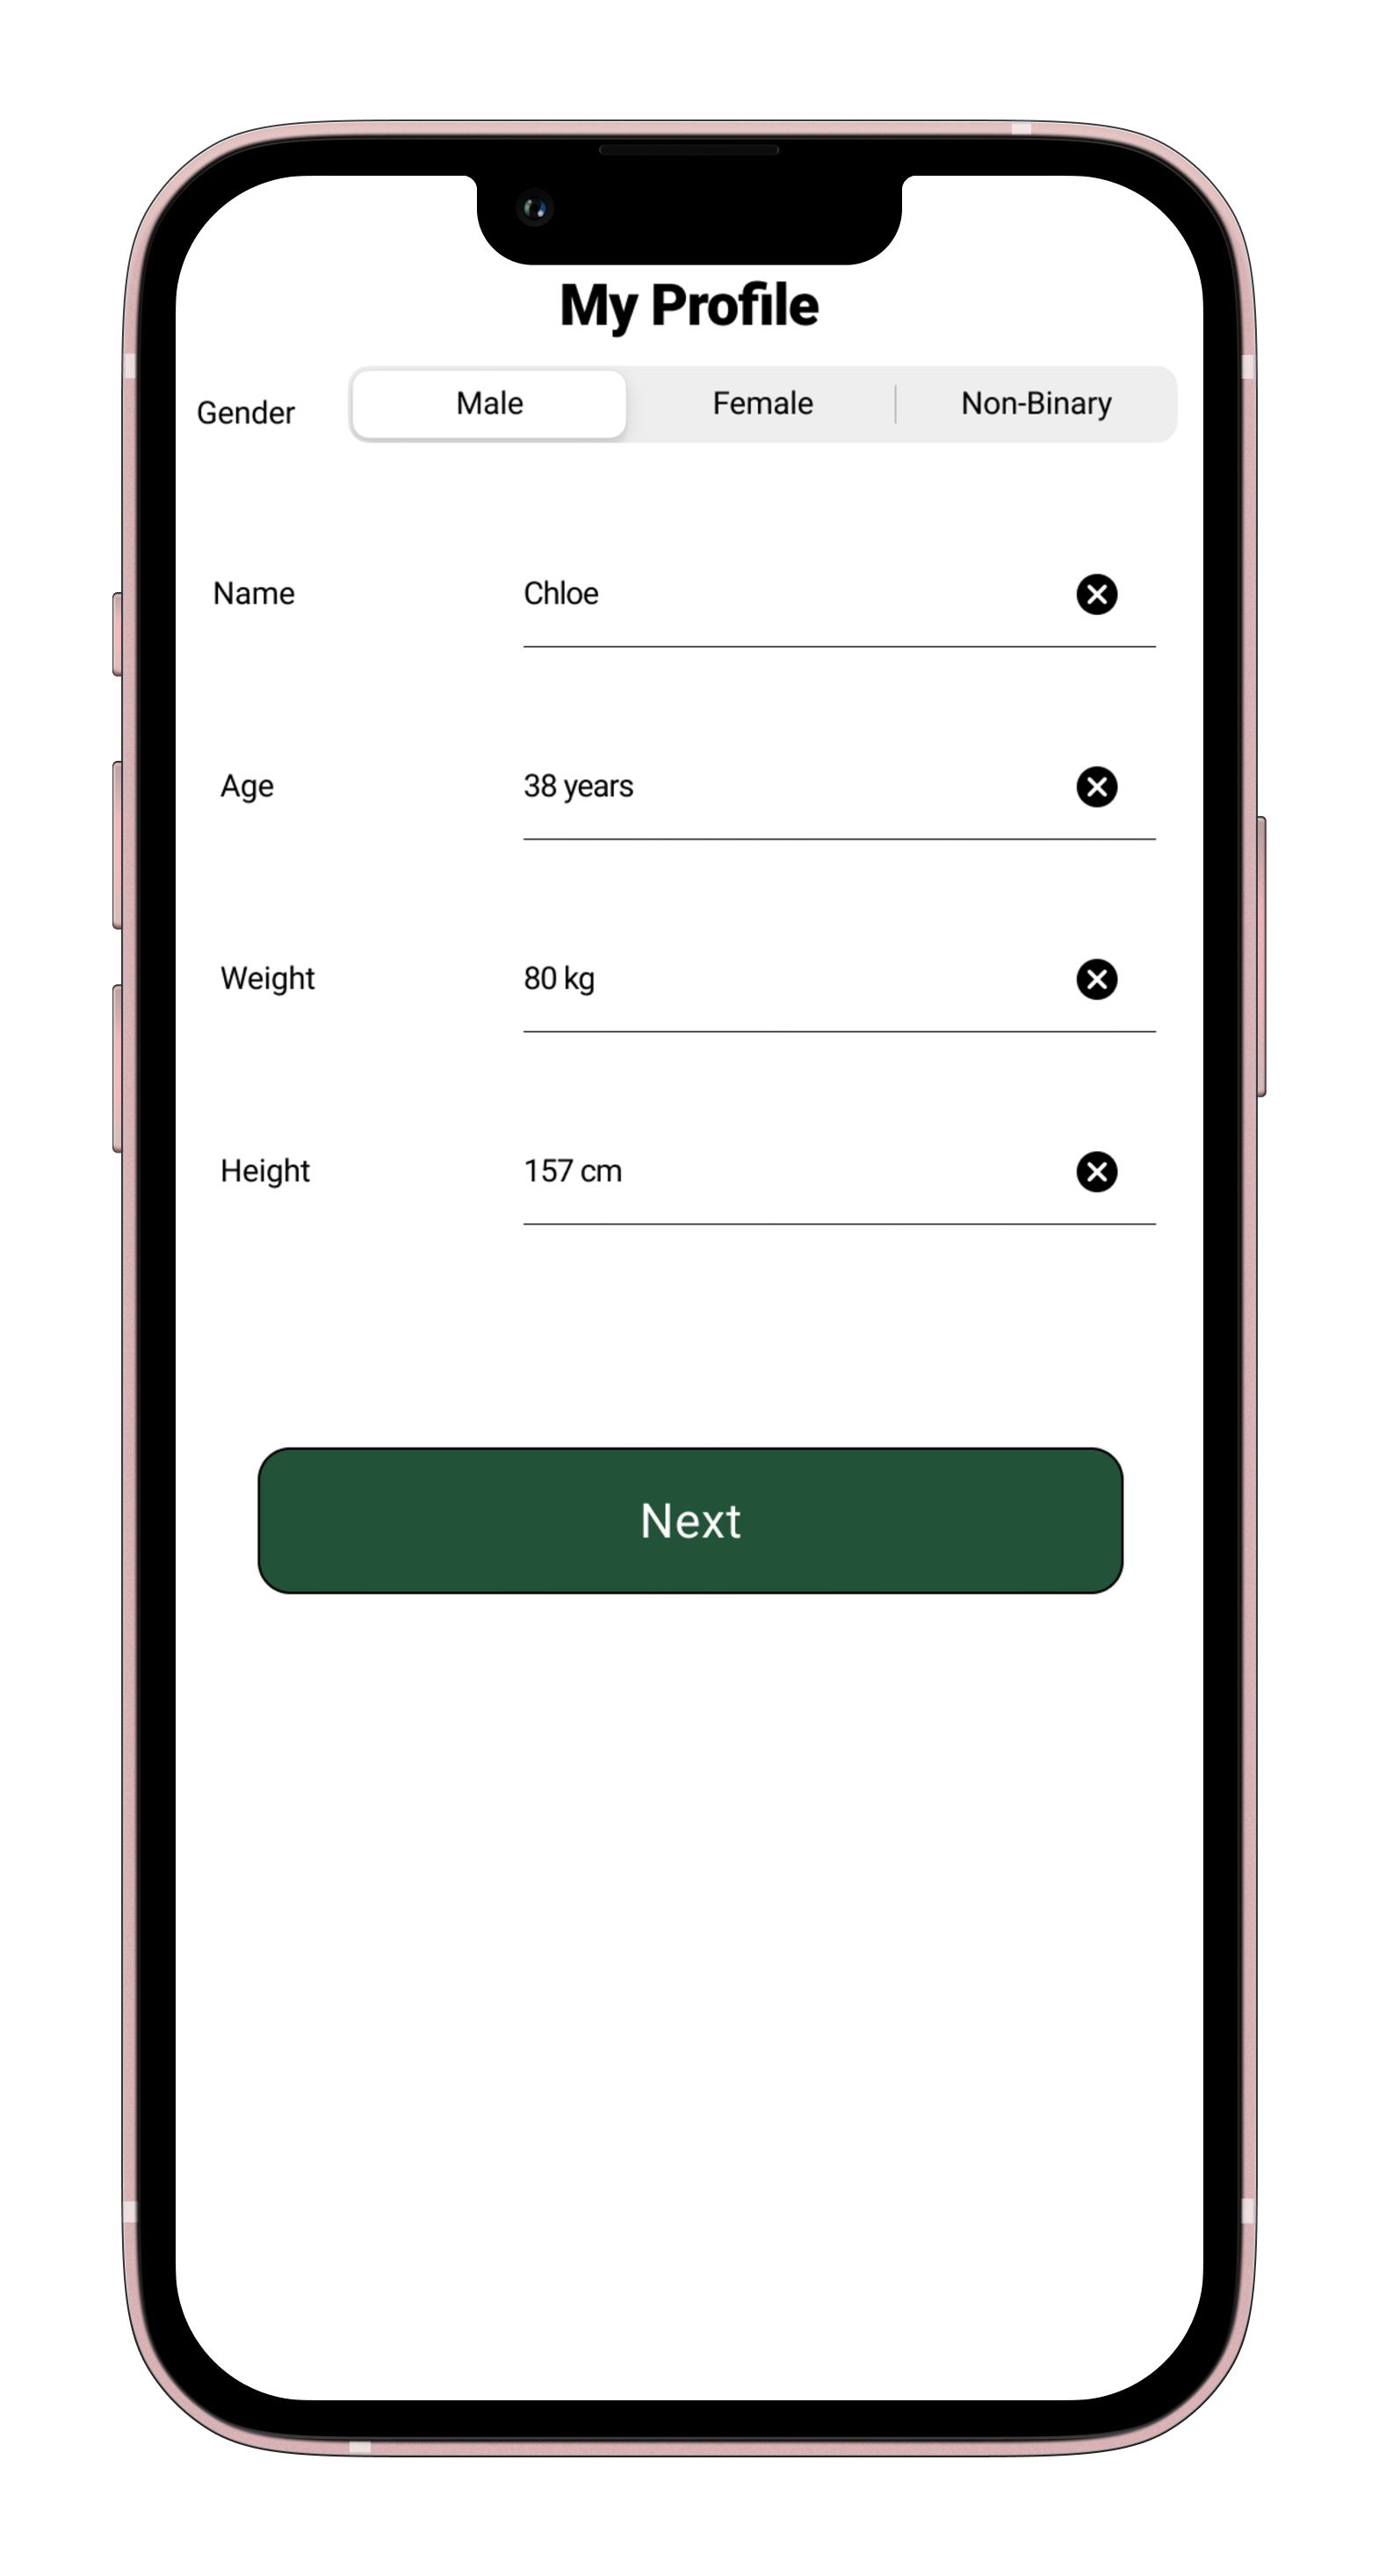 My Profile
Gender Male Female Non-Binary
Name Chloe
Age 38 years
Weight 80 kg
Height 157 cm
Next